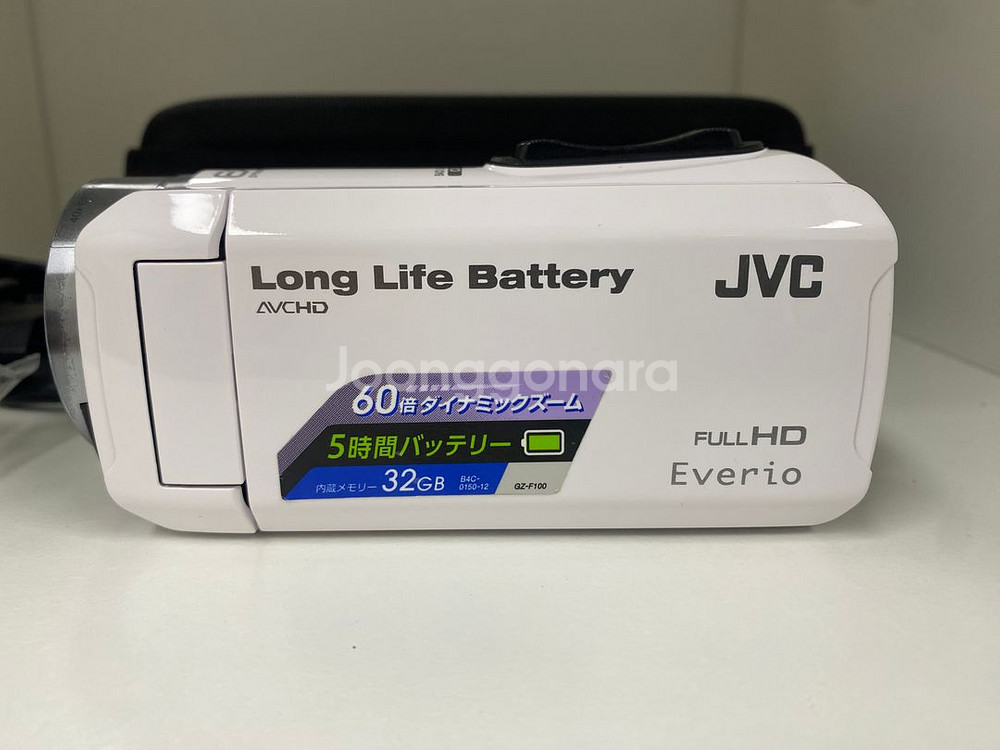 Long Life Battery
JVC
AVCHD
Joonggonara
60倍ダイナミックズーム
5時間バッテリー
内蔵メモリー 32GB
B4C-
0150-12
GZ-F100
FULL HD
Everio